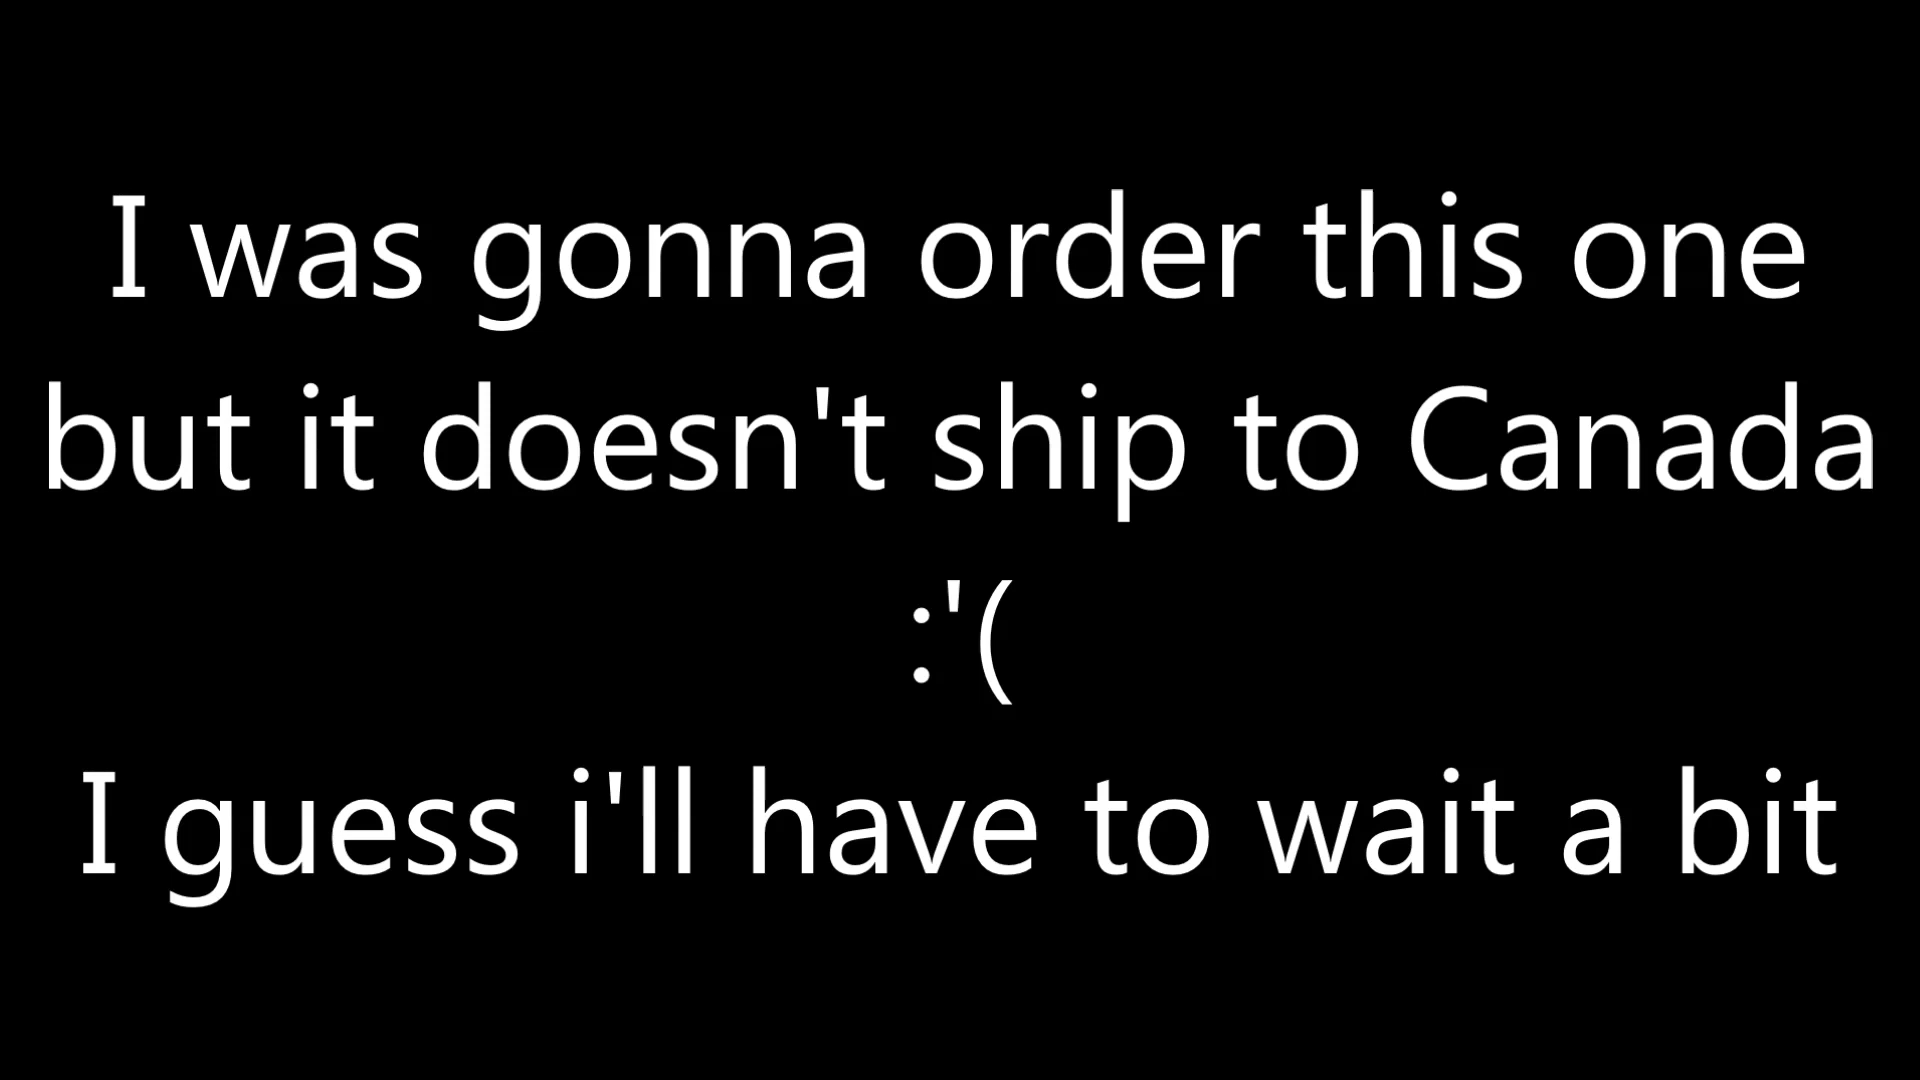 I was gonna order this one
but it doesn't ship to Canada
:'(
I guess i'll have to wait a bit